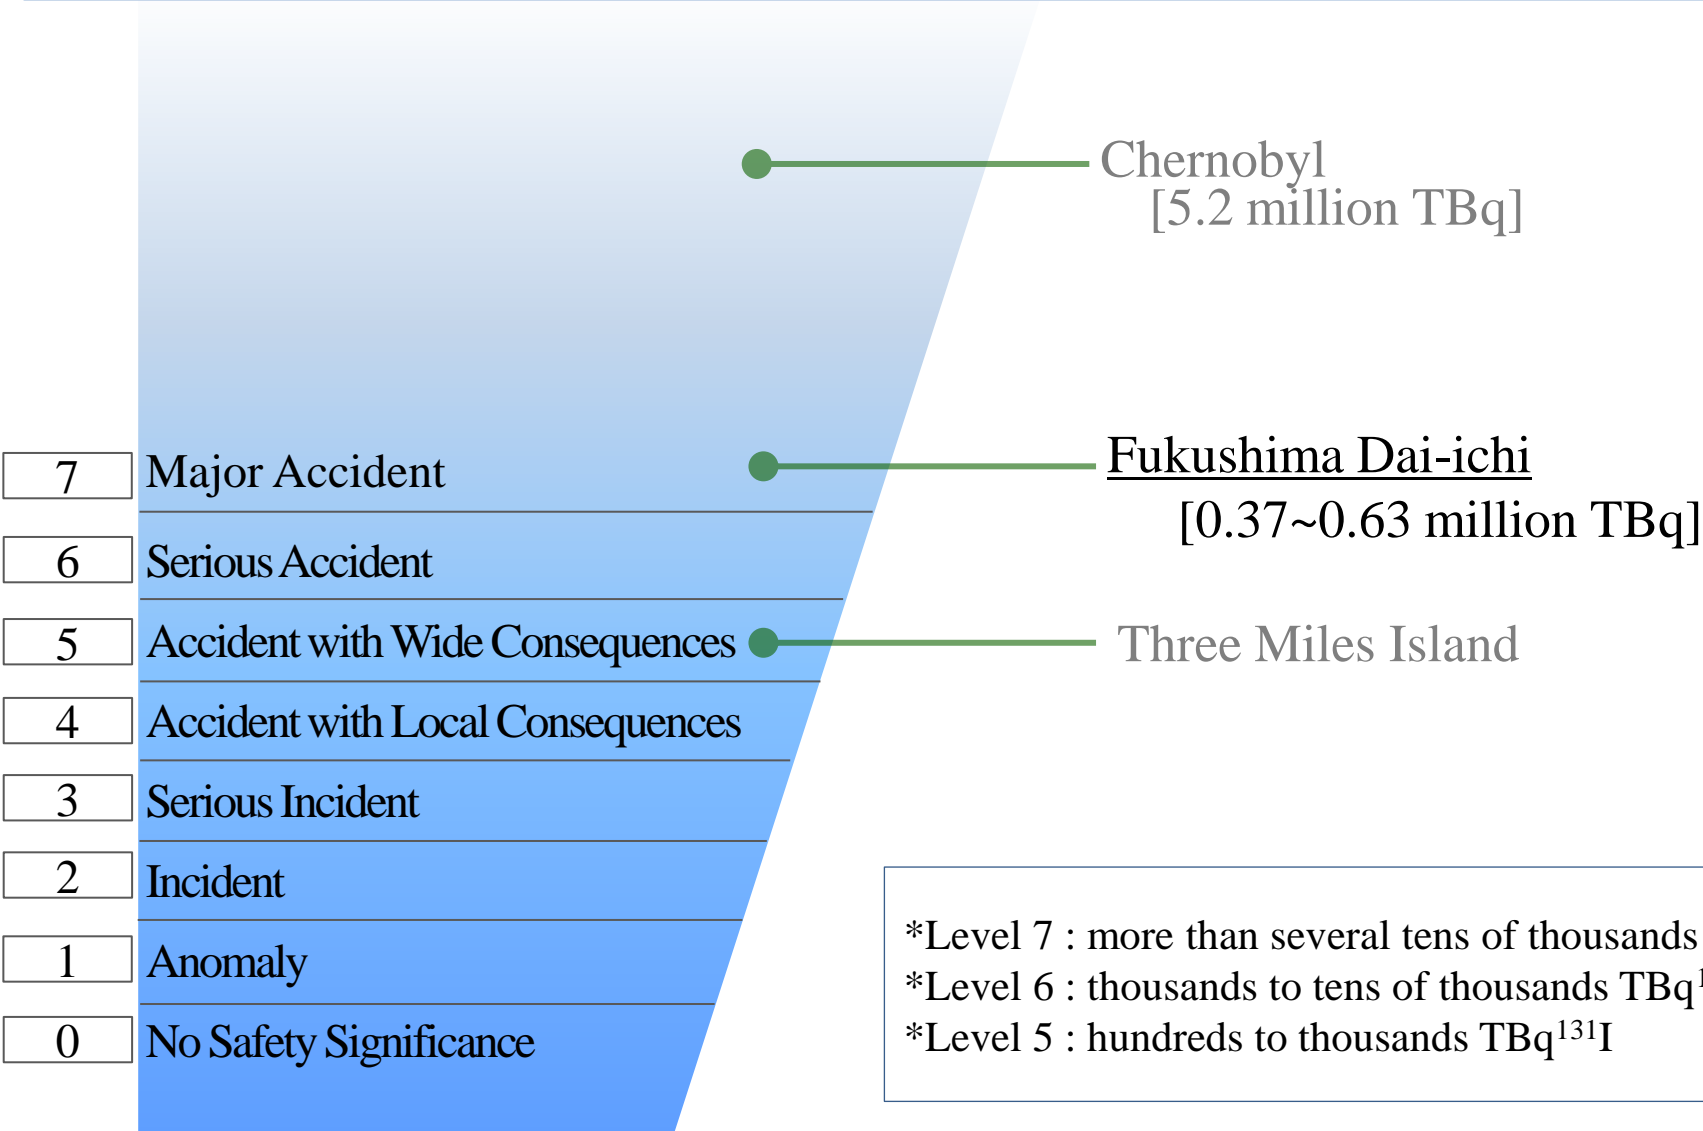 Chernobyl
[5.2 million TBq]
7 Major Accident
Fukushima Dai-ichi
[0.37~0.63 million TBq]
6 Serious Accident
5 Accident with Wide Consequences
Three Miles Island
4 Accident with Local Consequences
3 Serious Incident
2 Incident
1 Anomaly
0 No Safety Significance
*Level 7 : more than several tens of thousands
*Level 6 : thousands to tens of thousands TBq
*Level 5 : hundreds to thousands TBq¹³¹I